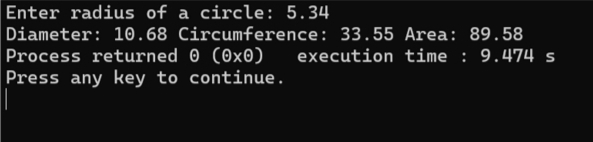 Enter radius of a circle: 5.34
Diameter: 10.68 Circumference: 33.55 Area: 89.58
Process returned 0 (0x0)   execution time : 9.474 s
Press any key to continue.